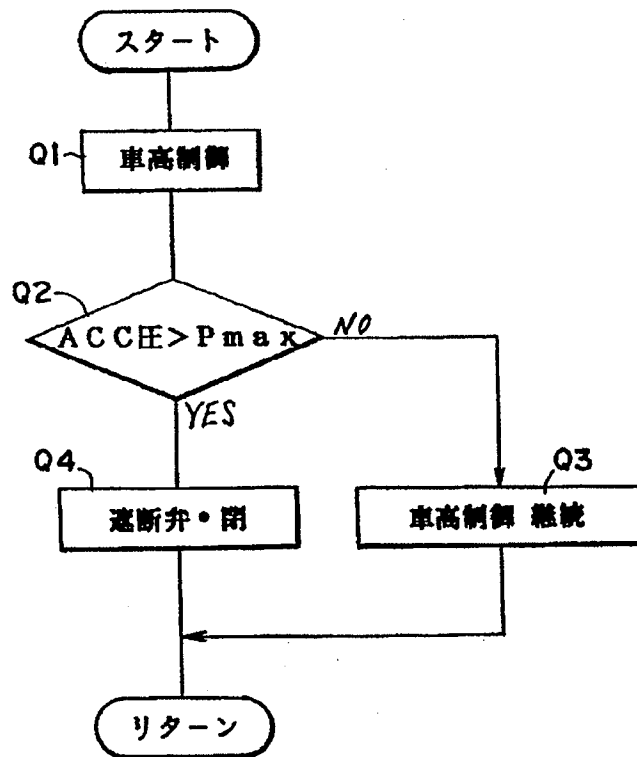 スタート
Q1
車高制御
Q2
ACC圧>Pmax
NO
YES
Q4
遮断弁・閉
Q3
車高制御 継続
リターン